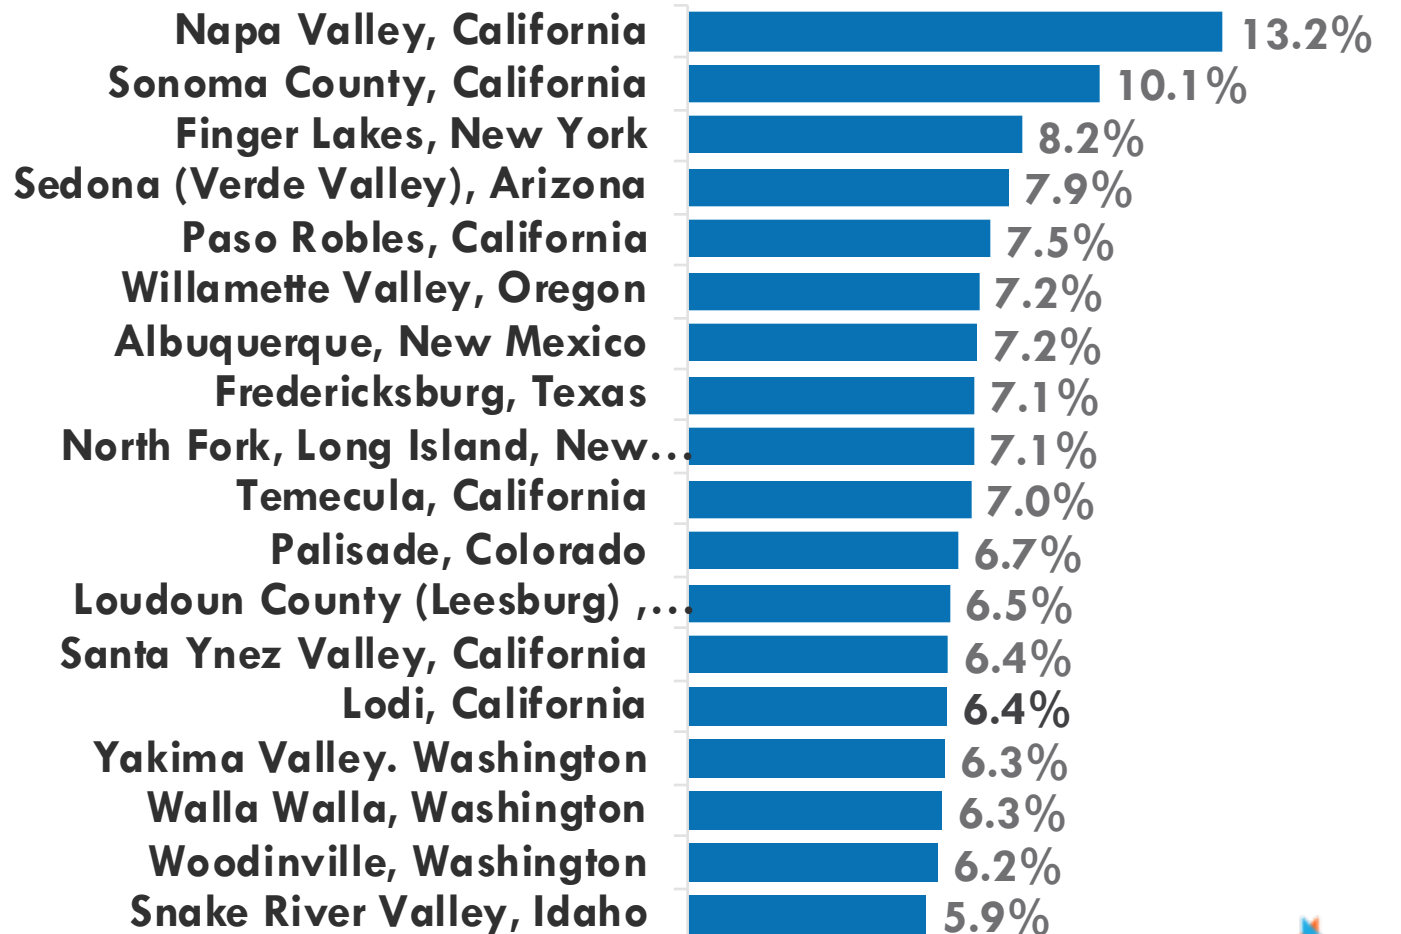 Napa Valley, California 13.2%
Sonoma County, California 10.1%
Finger Lakes, New York 8.2%
Sedona (Verde Valley), Arizona 7.9%
Paso Robles, California 7.5%
Willamette Valley, Oregon 7.2%
Albuquerque, New Mexico 7.2%
Fredericksburg, Texas 7.1%
North Fork, Long Island, New... 7.1%
Temecula, California 7.0%
Palisade, Colorado 6.7%
Loudoun County (Leesburg) ,... 6.5%
Santa Ynez Valley, California 6.4%
Lodi, California 6.4%
Yakima Valley. Washington 6.3%
Walla Walla, Washington 6.3%
Woodinville, Washington 6.2%
Snake River Valley, Idaho 5.9%